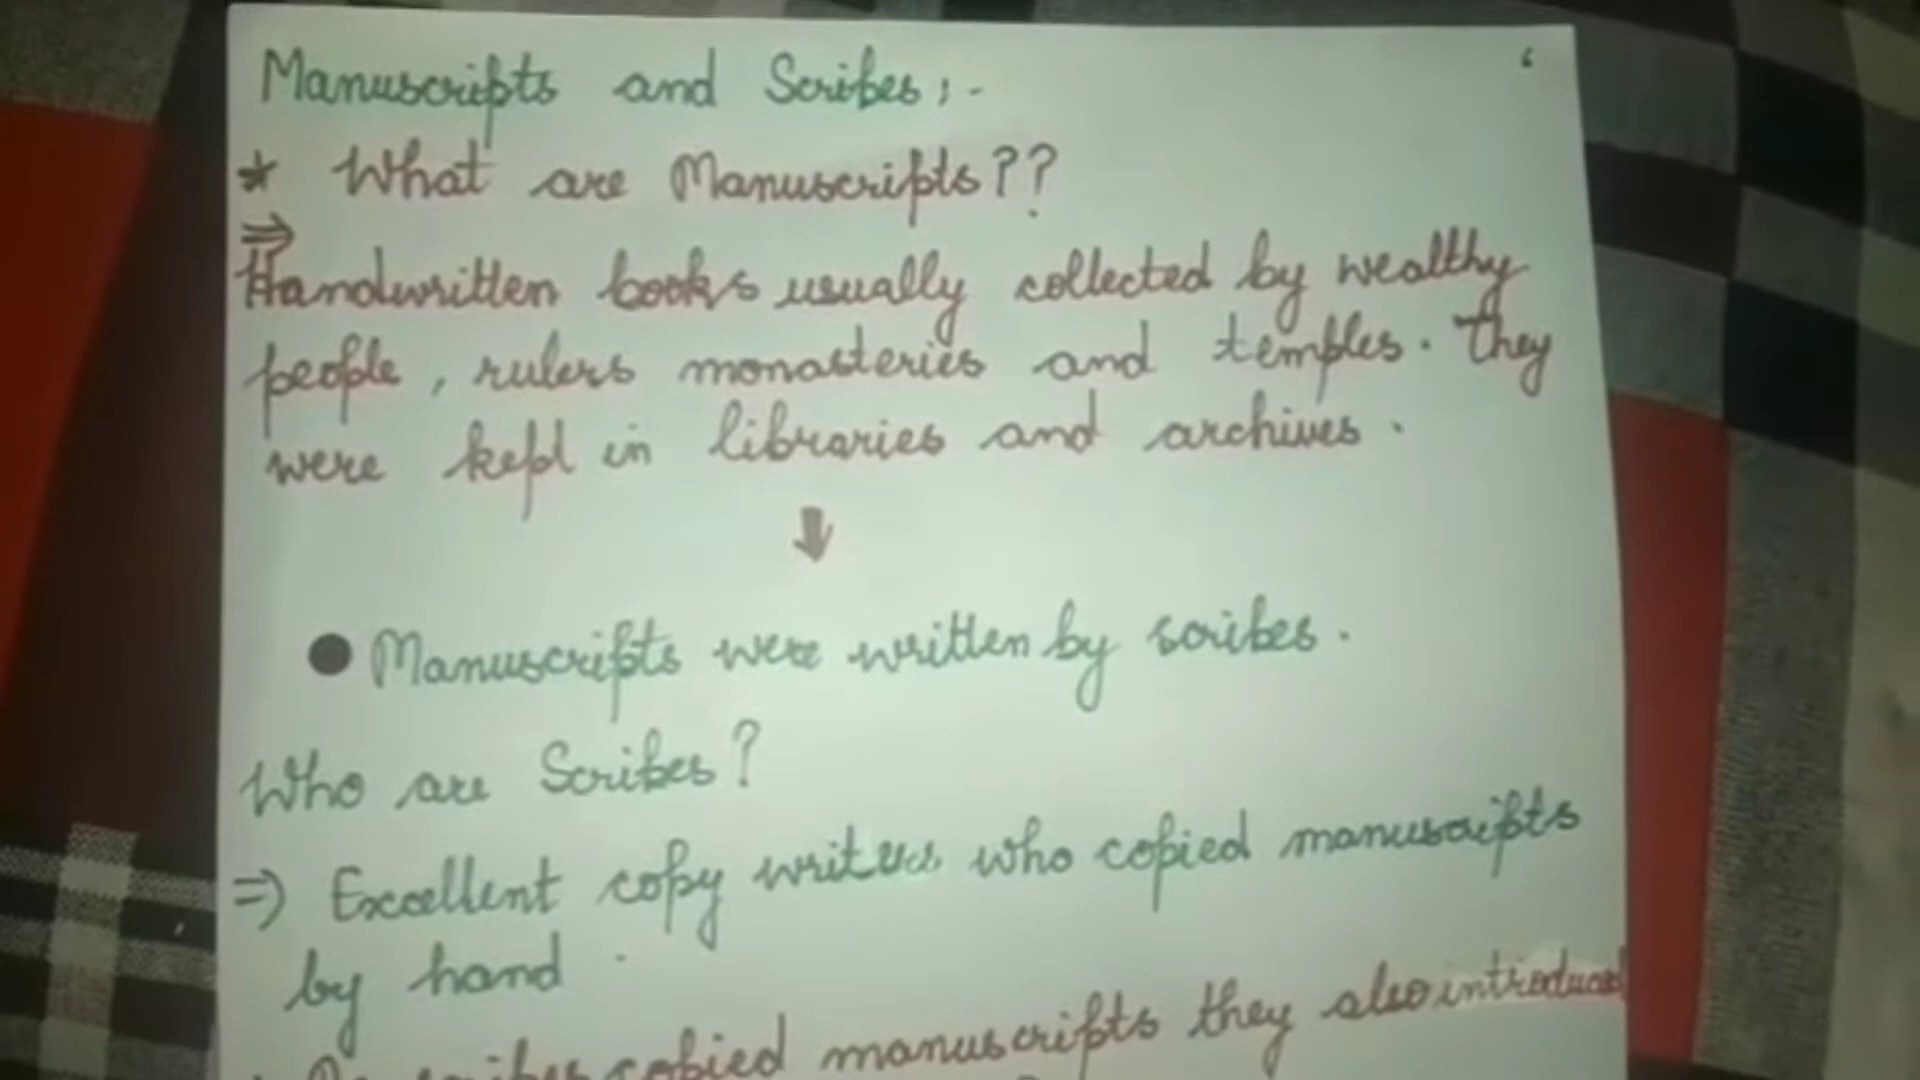 Manuscripts and Scribes :-
* What are Manuscripts??
⇒
Handwritten books usually collected by wealthy
people, rulers monasteries and temples. They
were kept in libraries and archives.
↓
● Manuscripts were written by scribes.
Who are Scribes?
⇒ Excellent copy writers who copied manuscripts
by hand.
scribes copied manuscripts they also introduced